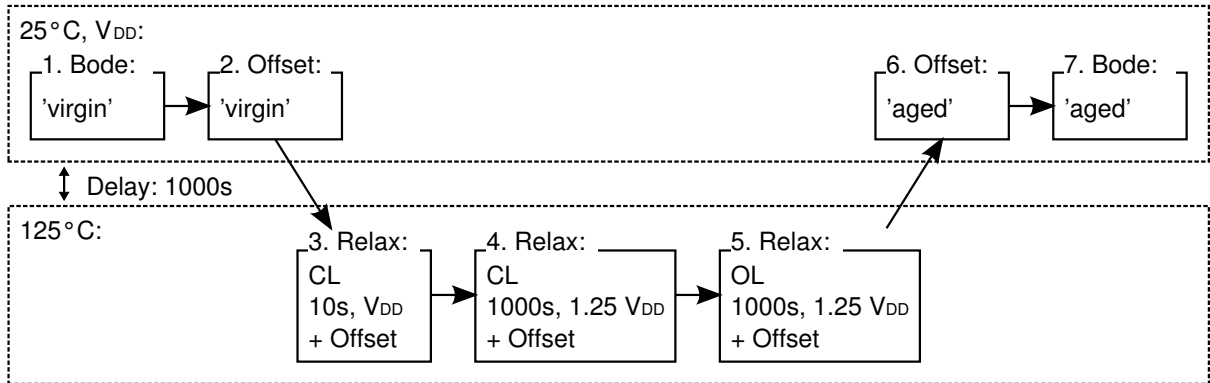 25°C, VDD:
1. Bode:
'virgin'
2. Offset:
'virgin'
6. Offset:
'aged'
7. Bode:
'aged'
Delay: 1000s
125°C:
3. Relax:
CL
10s, VDD
+ Offset
4. Relax:
CL
1000s, 1.25 VDD
+ Offset
5. Relax:
OL
1000s, 1.25 VDD
+ Offset